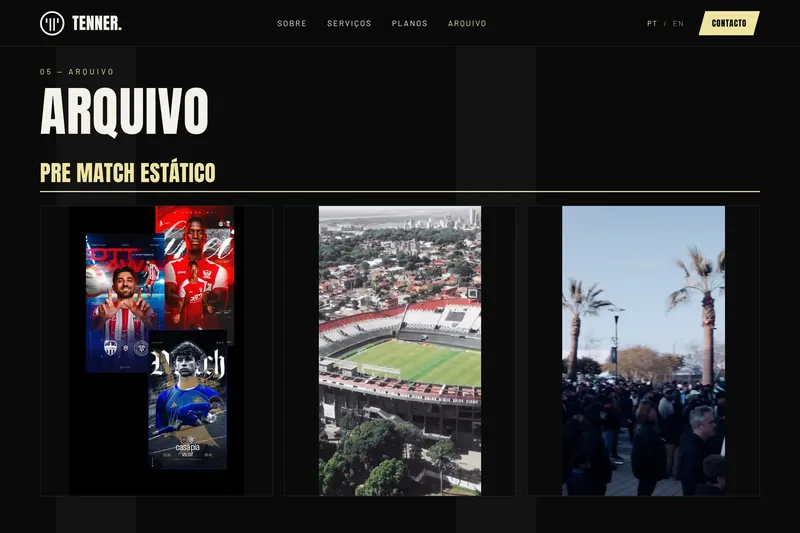 TENNER.
SOBRE
SERVIÇOS
PLANOS
ARQUIVO
PT / EN
CONTACTO
05 — ARQUIVO
ARQUIVO
PRE MATCH ESTÁTICO
casa pia